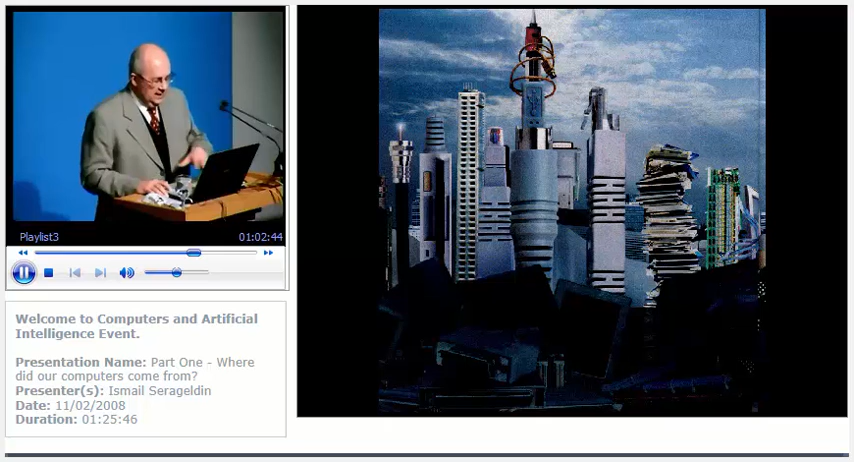 Playlist3
01:02:44
Welcome to Computers and Artificial
Intelligence Event.
Presentation Name: Part One - Where
did our computers come from?
Presenter(s): Ismail Serageldin
Date: 11/02/2008
Duration: 01:25:46